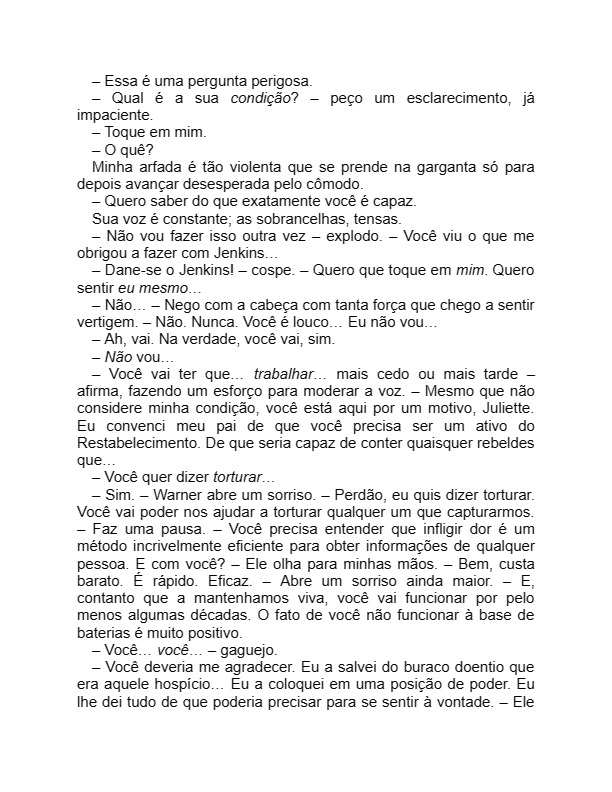 – Essa é uma pergunta perigosa.
– Qual é a sua condição? – peço um esclarecimento, já
impaciente.
– Toque em mim.
– O quê?
Minha arfada é tão violenta que se prende na garganta só para
depois avançar desesperada pelo cômodo.
– Quero saber do que exatamente você é capaz.
Sua voz é constante; as sobrancelhas, tensas.
– Não vou fazer isso outra vez – explodo. – Você viu o que me
obrigou a fazer com Jenkins…
– Dane-se o Jenkins! – cospe. – Quero que toque em mim. Quero
sentir eu mesmo…
– Não… – Nego com a cabeça com tanta força que chego a sentir
vertigem. – Não. Nunca. Você é louco… Eu não vou…
– Ah, vai. Na verdade, você vai, sim.
– Não vou…
– Você vai ter que… trabalhar… mais cedo ou mais tarde –
afirma, fazendo um esforço para moderar a voz. – Mesmo que não
considere minha condição, você está aqui por um motivo, Juliette.
Eu convenci meu pai de que você precisa ser um ativo do
Restabelecimento. De que seria capaz de conter quaisquer rebeldes
que…
– Você quer dizer torturar…
– Sim. – Warner abre um sorriso. – Perdão, eu quis dizer torturar.
Você vai poder nos ajudar a torturar qualquer um que capturarmos.
– Faz uma pausa. – Você precisa entender que infligir dor é um
método incrivelmente eficiente para obter informações de qualquer
pessoa. E com você? – Ele olha para minhas mãos. – Bem, custa
barato. É rápido. Eficaz. – Abre um sorriso ainda maior. – E,
contanto que a mantenhamos viva, você vai funcionar por pelo
menos algumas décadas. O fato de você não funcionar à base de
baterias é muito positivo.
– Você… você… – gaguejo.
– Você deveria me agradecer. Eu a salvei do buraco doentio que
era aquele hospício… Eu a coloquei em uma posição de poder. Eu
lhe dei tudo de que poderia precisar para se sentir à vontade. – Ele